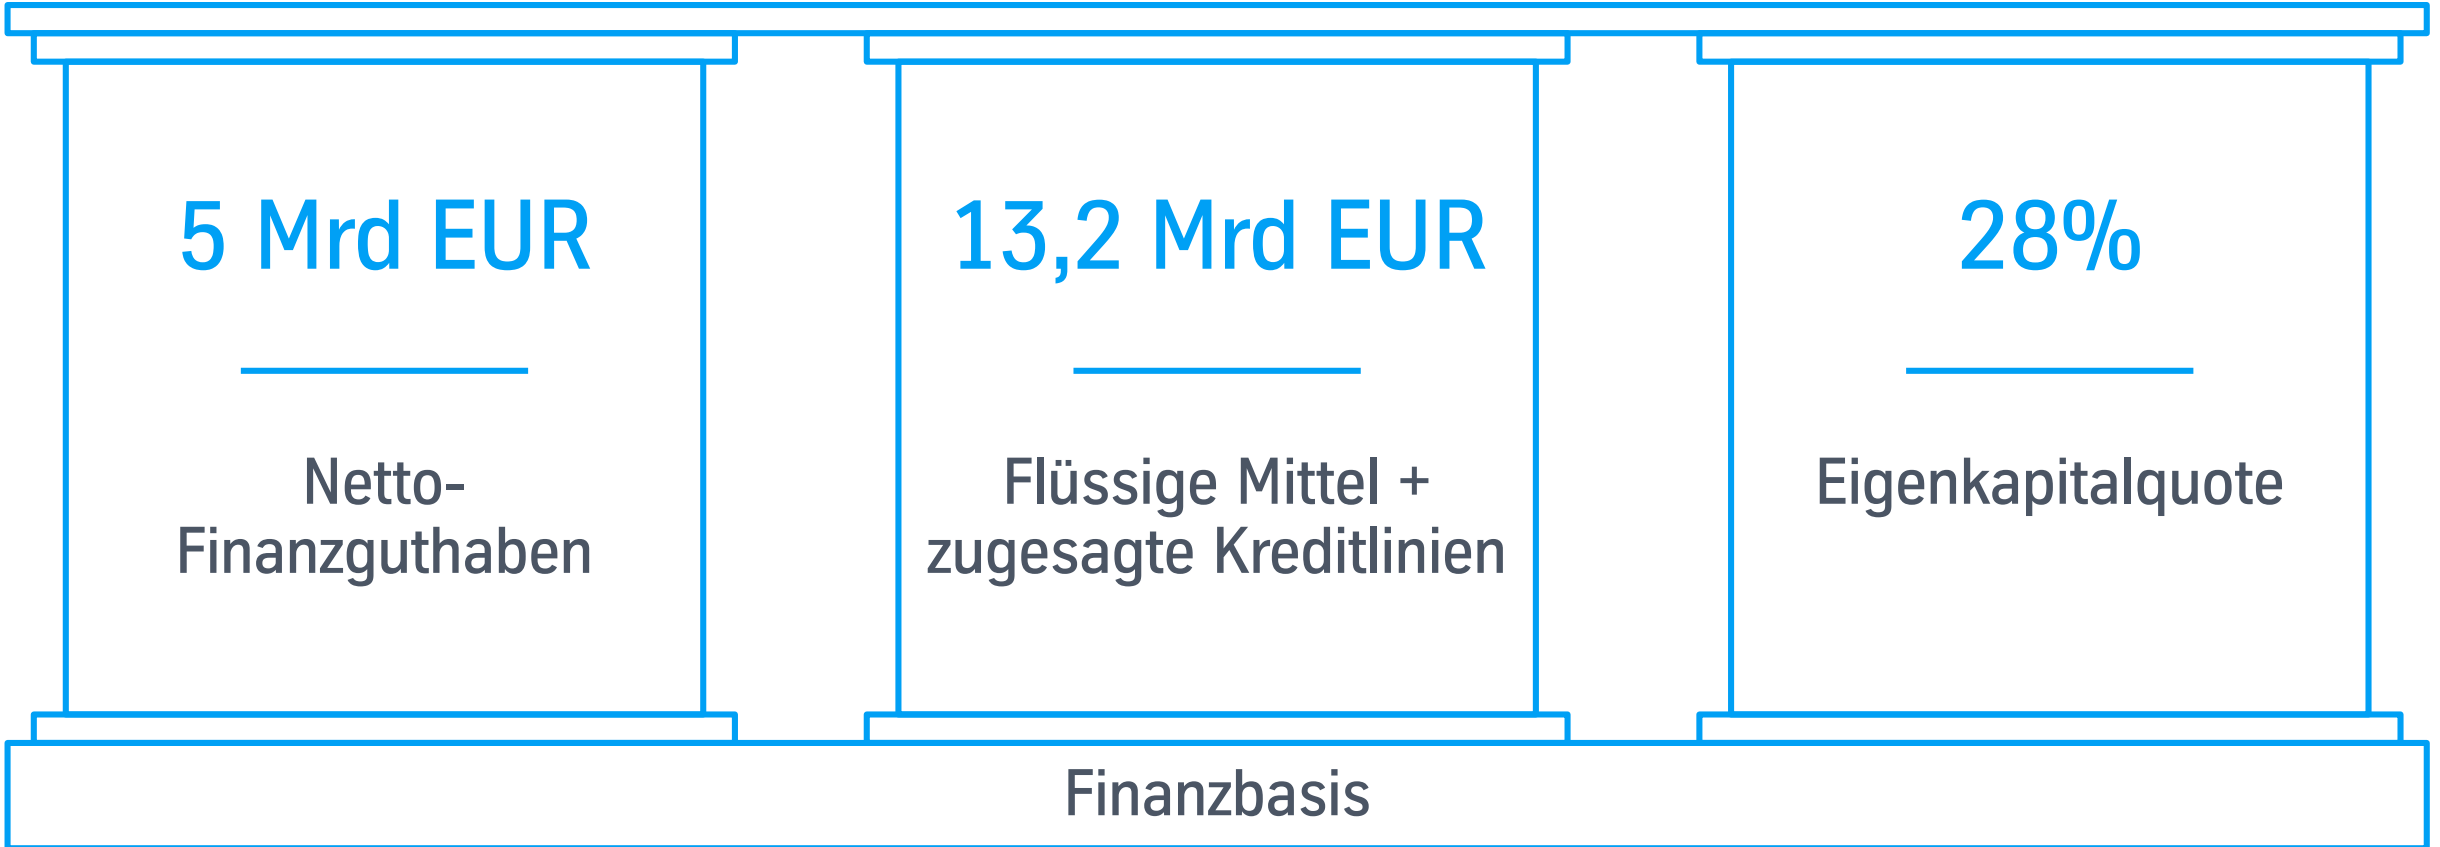 5 Mrd EUR
Netto-
Finanzguthaben
13,2 Mrd EUR
Flüssige Mittel +
zugesagte Kreditlinien
28%
Eigenkapitalquote
Finanzbasis